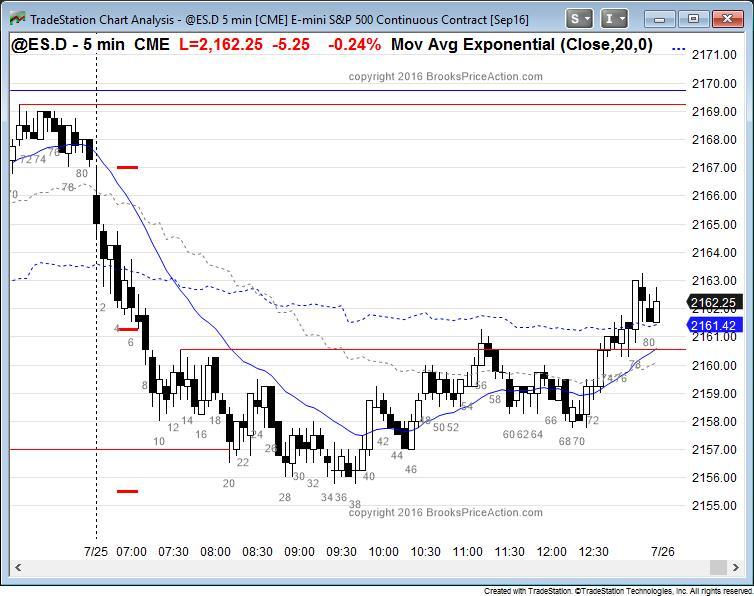 TradeStation Chart Analysis - @ES.D 5 min [CME] E-mini S&P 500 Continuous Contract [Sep16]
S
I
@ES.D - 5 min CME L=2,162.25 -5.25 -0.24% Mov Avg Exponential (Close,20,0) ...
2171.00
copyright 2016 BrooksPriceAction.com
2170.00
2169.00
2168.00
72 74 76
78 80
2167.00
70
2166.00
2165.00
2164.00
2163.00
2162.25
2162.00
2161.42
2 4 6 8 10 12 14 16 18 20 22 24 26 28 30 32 34 36 38 40 42 44 46 48 50 52 54 56 58 60 62 64 66 68 70 72 74 76 78 80
2160.00
2159.00
2158.00
2157.00
2156.00
2155.00
copyright 2016 BrooksPriceAction.com
7/25 07:00 07:30 08:00 08:30 09:00 09:30 10:00 10:30 11:00 11:30 12:00 12:30 7/26
Created with TradeStation. ©TradeStation Technologies, Inc. All rights reserved.